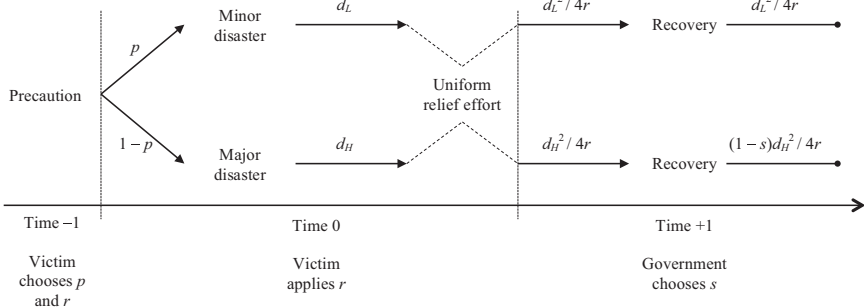 d_L
d_L² / 4r
d_L² / 4r
Minor
disaster
Recovery
p
Precaution
Uniform
relief effort
1 – p
d_H
d_H² / 4r
(1 – s)d_H² / 4r
Major
disaster
Recovery
Time –1
Time 0
Time +1
Victim
chooses p
and r
Victim
applies r
Government
chooses s